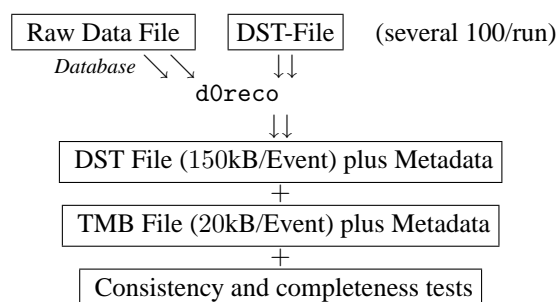 Raw Data File DST-File (several 100/run)
Database ↘ ↘ ↓↓
d0reco
↓↓
DST File (150kB/Event) plus Metadata
+
TMB File (20kB/Event) plus Metadata
+
Consistency and completeness tests